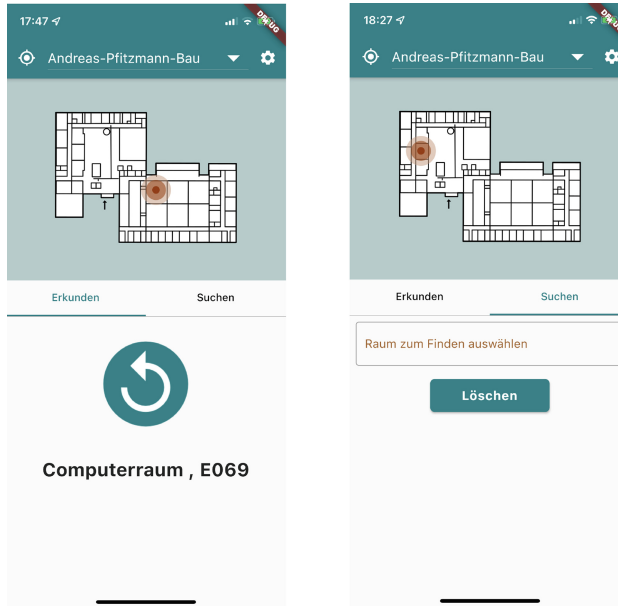 17:47
DEBUG
Andreas-Pfitzmann-Bau
Erkunden
Suchen
Computerraum , E069
18:27
Andreas-Pfitzmann-Bau
Erkunden
Suchen
Raum zum Finden auswählen
Löschen